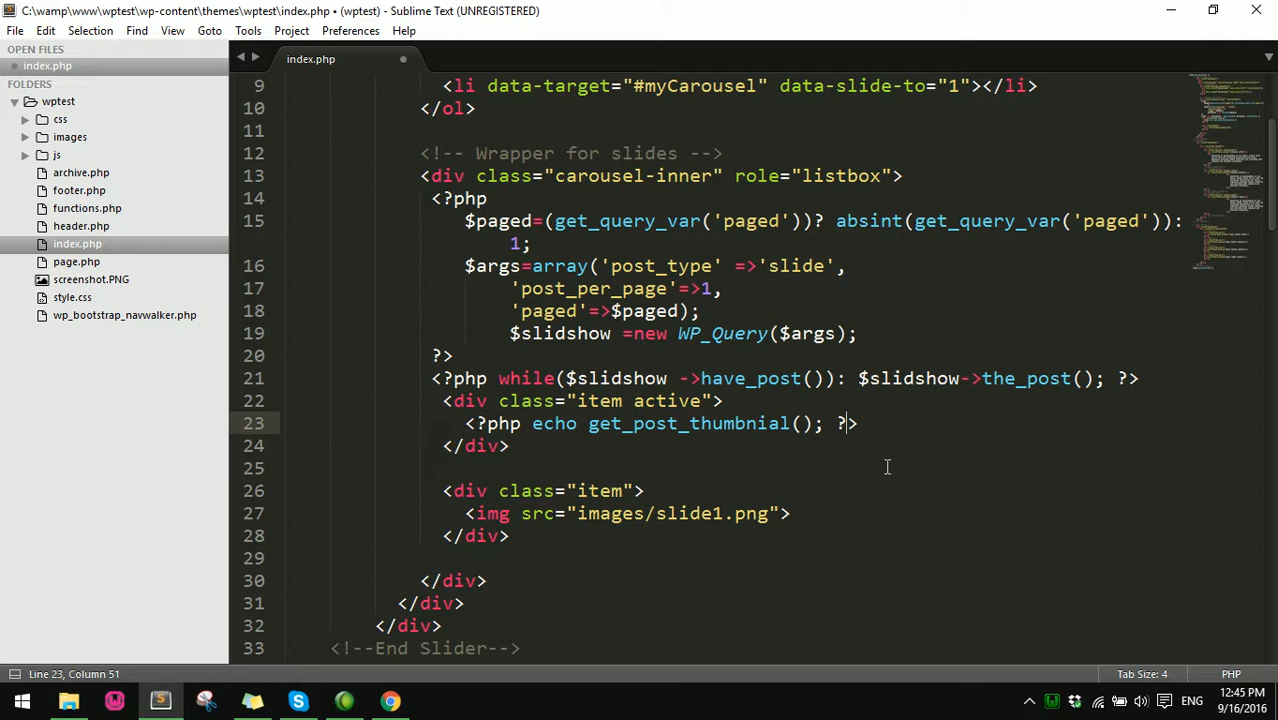 C:\wamp\www\wptest\wp-content\themes\wptest\index.php • (wptest) - Sublime Text (UNREGISTERED)
File Edit Selection Find View Goto Tools Project Preferences Help
OPEN FILES
index.php
FOLDERS
wptest
css
images
js
archive.php
footer.php
functions.php
header.php
index.php
page.php
screenshot.PNG
style.css
wp_bootstrap_navwalker.php
index.php
9 <li data-target="#myCarousel" data-slide-to="1"></li>
10 </ol>
11
12 <!-- Wrapper for slides -->
13 <div class="carousel-inner" role="listbox">
14 <?php
15 $paged=(get_query_var('paged'))? absint(get_query_var('paged')):
1;
16 $args=array('post_type' =>'slide',
17 'post_per_page'=>1,
18 'paged'=>$paged);
19 $slidshow =new WP_Query($args);
20 ?>
21 <?php while($slidshow ->have_post()): $slidshow->the_post(); ?>
22 <div class="item active">
23 <?php echo get_post_thumbnial(); ?>
24 </div>
25
26 <div class="item">
27 <img src="images/slide1.png">
28 </div>
29
30 </div>
31 </div>
32 </div>
33 <!--End Slider-->
Line 23, Column 51
Tab Size: 4
PHP
ENG
12:45 PM
9/16/2016